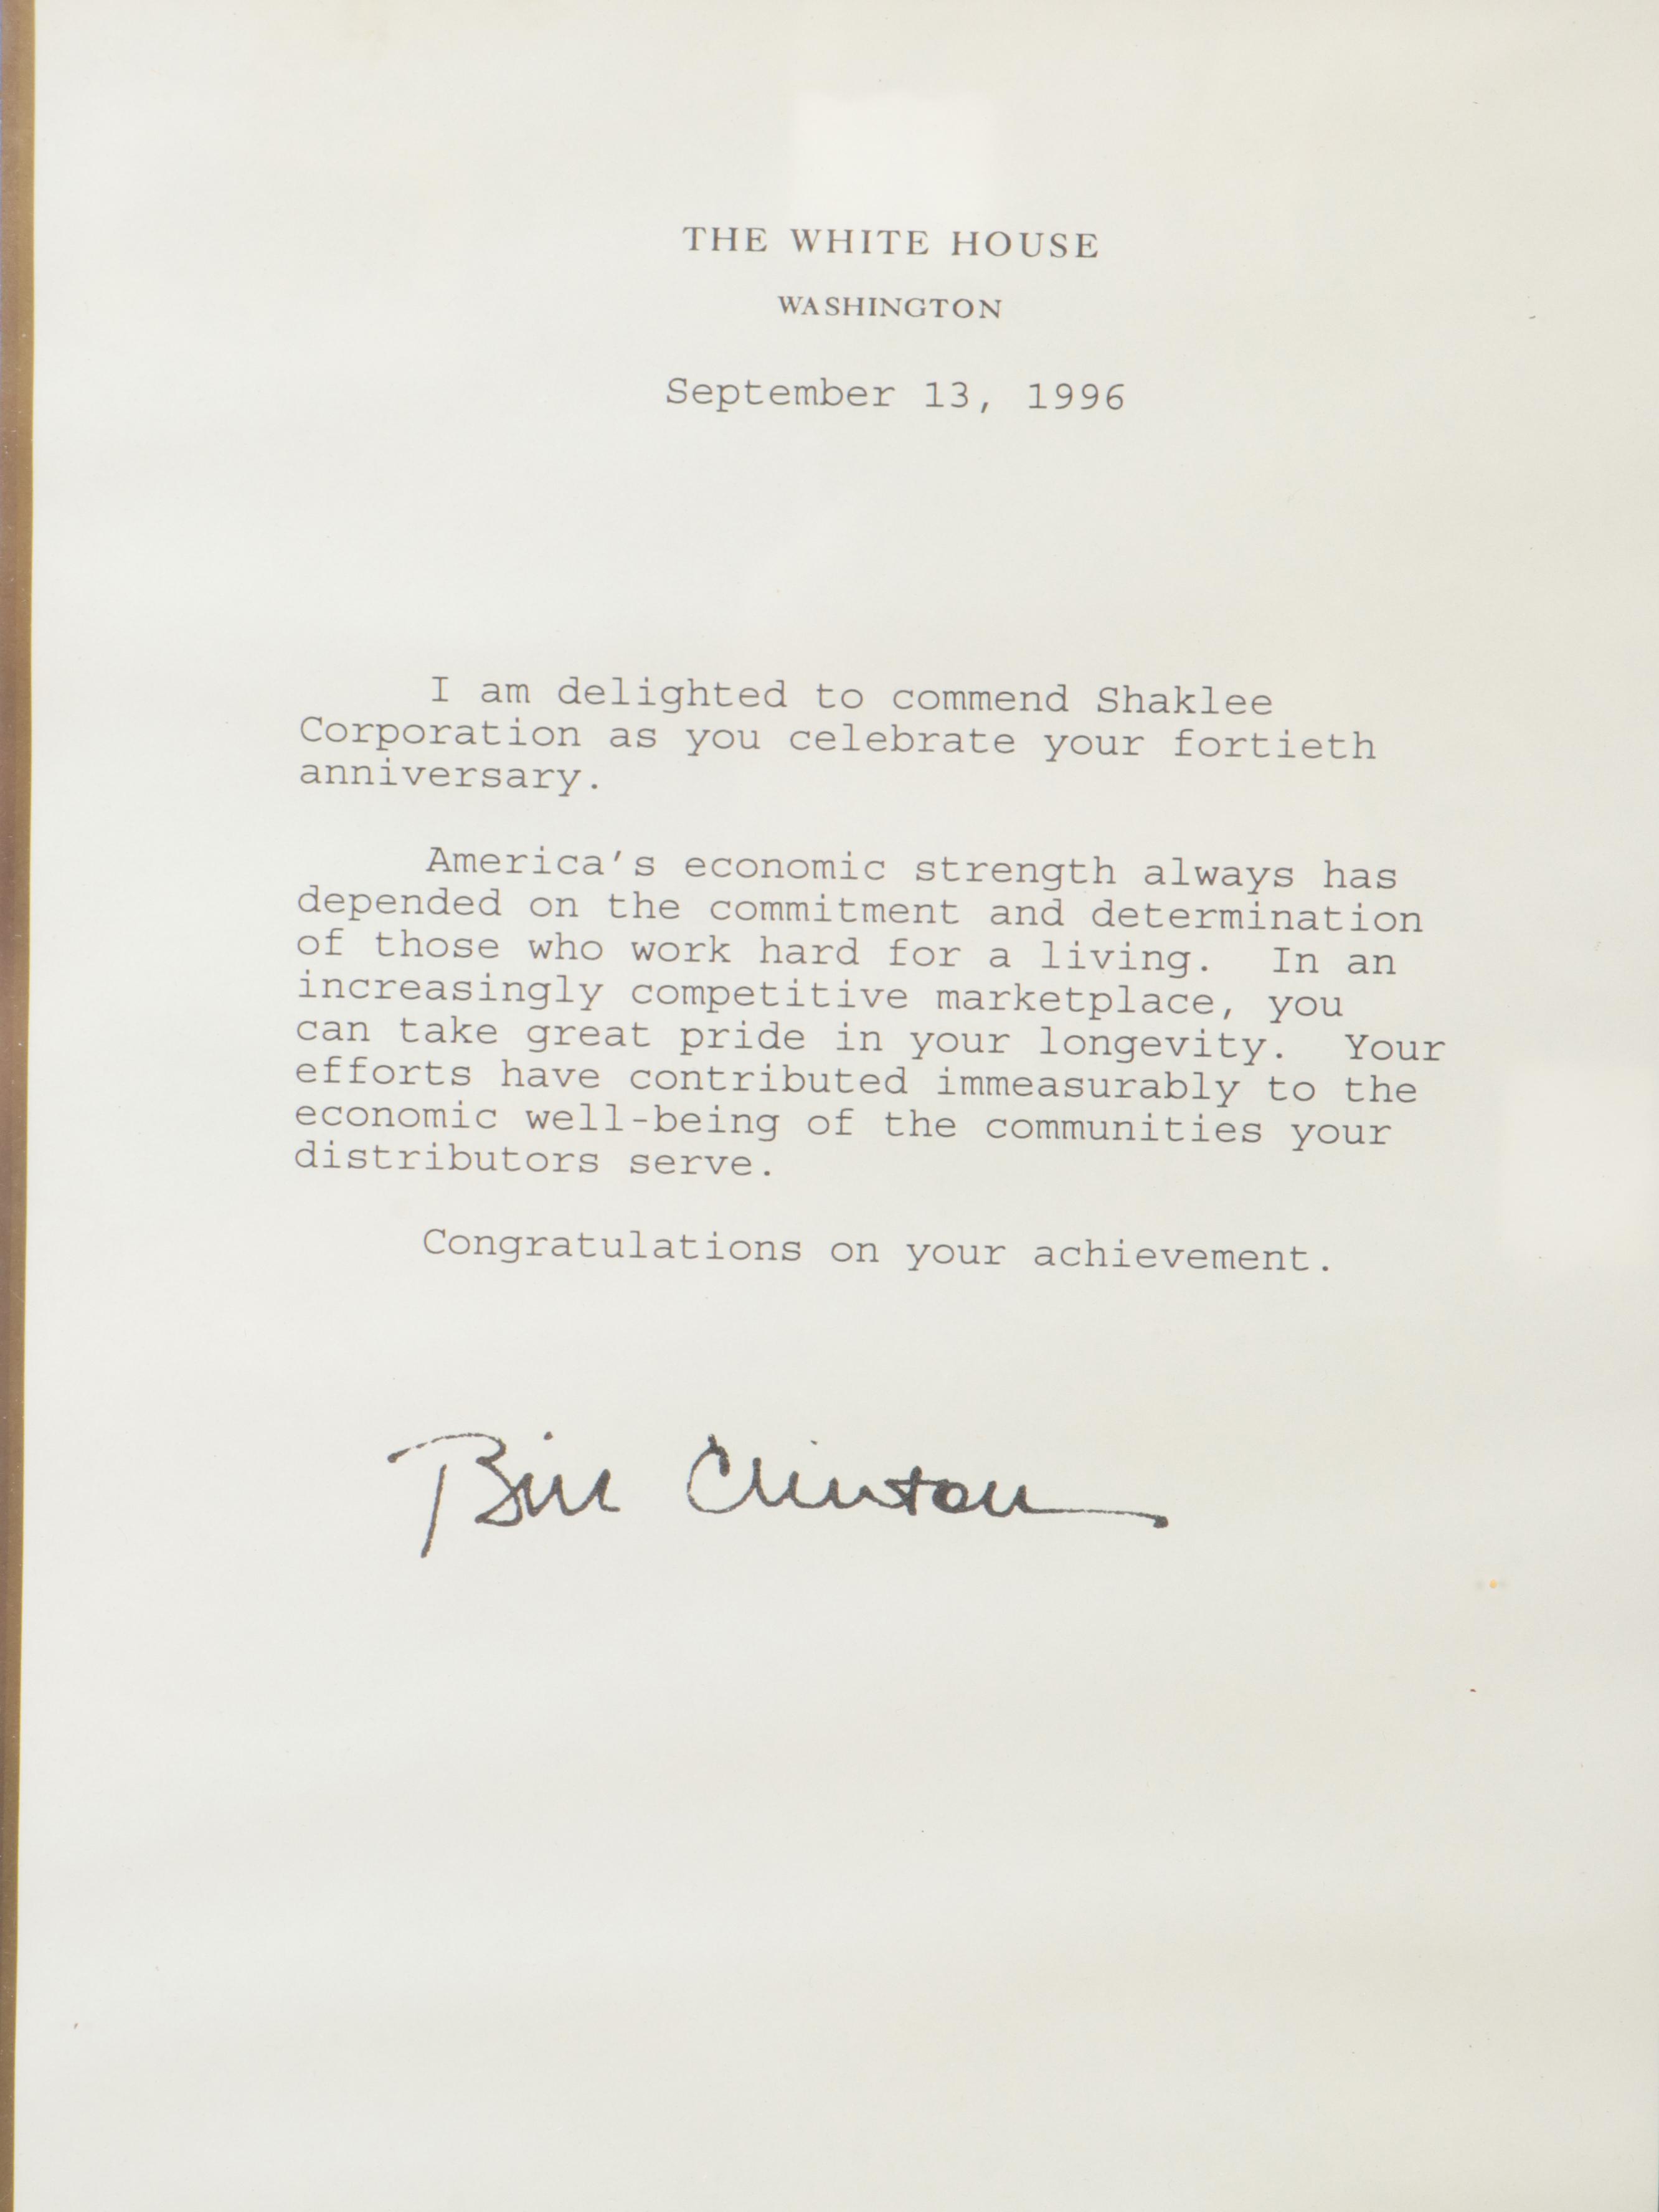 THE WHITE HOUSE
WASHINGTON
September 13, 1996
I am delighted to commend Shaklee
Corporation as you celebrate your fortieth
anniversary.
America's economic strength always has
depended on the commitment and determination
of those who work hard for a living.  In an
increasingly competitive marketplace, you
can take great pride in your longevity.  Your
efforts have contributed immeasurably to the
economic well-being of the communities your
distributors serve.
Congratulations on your achievement.
Bill Clinton